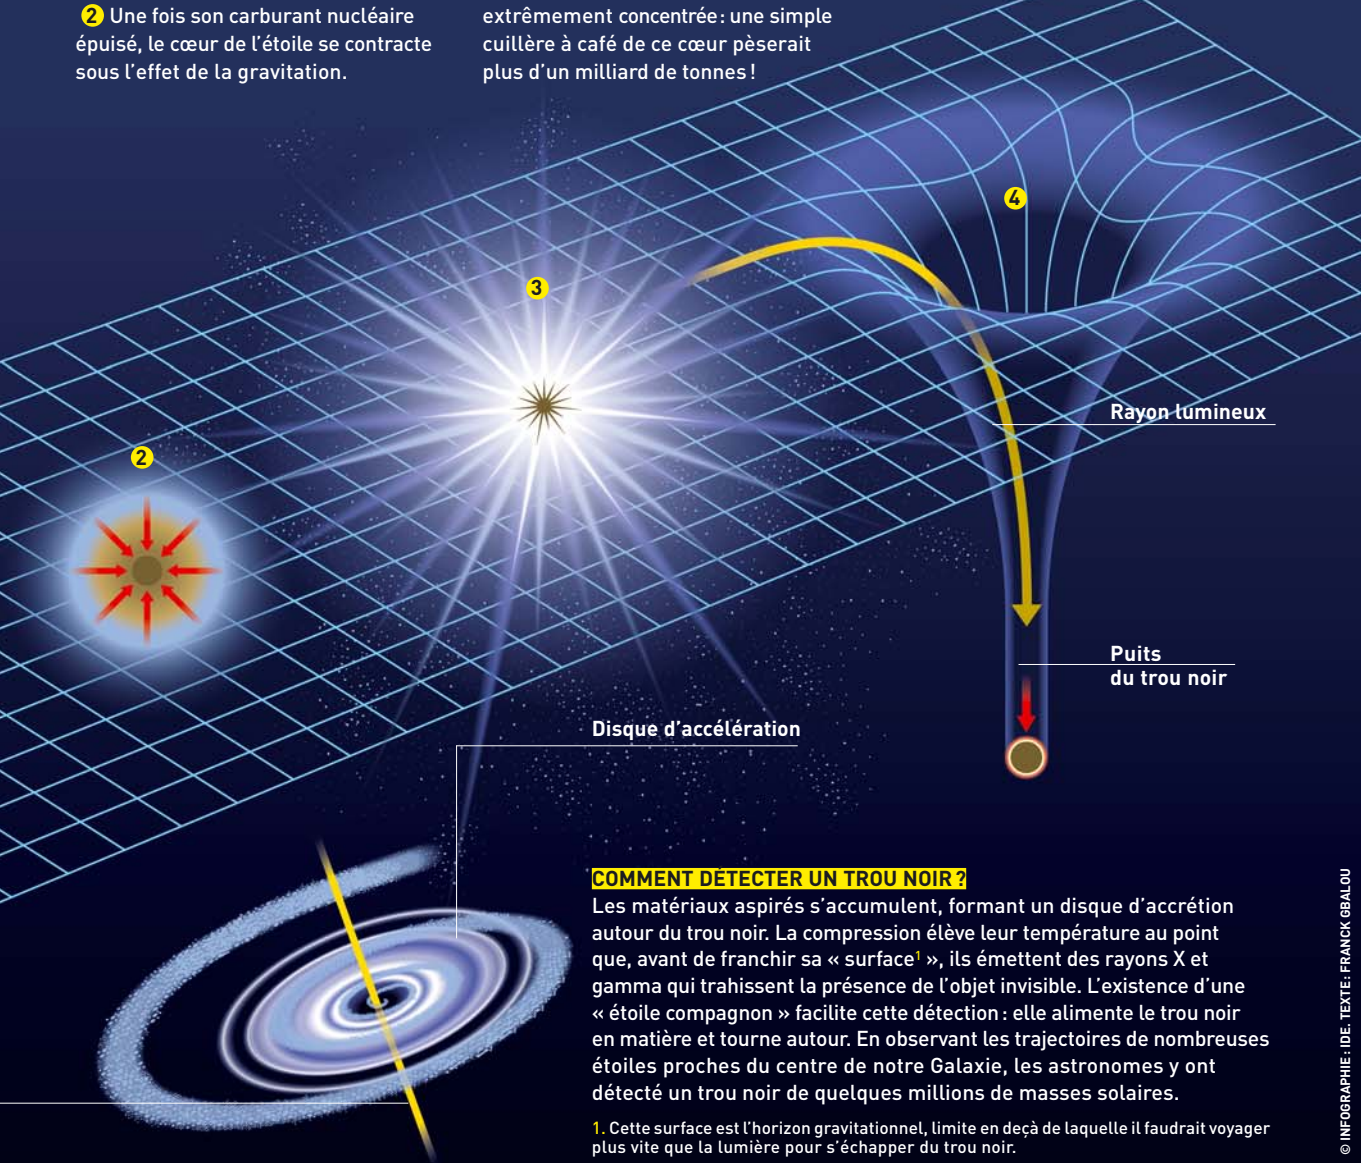 2 Une fois son carburant nucléaire
épuisé, le cœur de l’étoile se contracte
sous l’effet de la gravitation.
extrêmement concentrée : une simple
cuillère à café de ce cœur pèserait
plus d’un milliard de tonnes !
4
3
2
Rayon lumineux
Puits
du trou noir
Disque d’accélération
COMMENT DÉTECTER UN TROU NOIR ?
Les matériaux aspirés s’accumulent, formant un disque d’accrétion
autour du trou noir. La compression élève leur température au point
que, avant de franchir sa « surface¹ », ils émettent des rayons X et
gamma qui trahissent la présence de l’objet invisible. L’existence d’une
« étoile compagnon » facilite cette détection : elle alimente le trou noir
en matière et tourne autour. En observant les trajectoires de nombreuses
étoiles proches du centre de notre Galaxie, les astronomes y ont
détecté un trou noir de quelques millions de masses solaires.
1. Cette surface est l’horizon gravitationnel, limite en deçà de laquelle il faudrait voyager
plus vite que la lumière pour s’échapper du trou noir.
© INFOGRAPHIE : IDE. TEXTE : FRANCK GBALOU